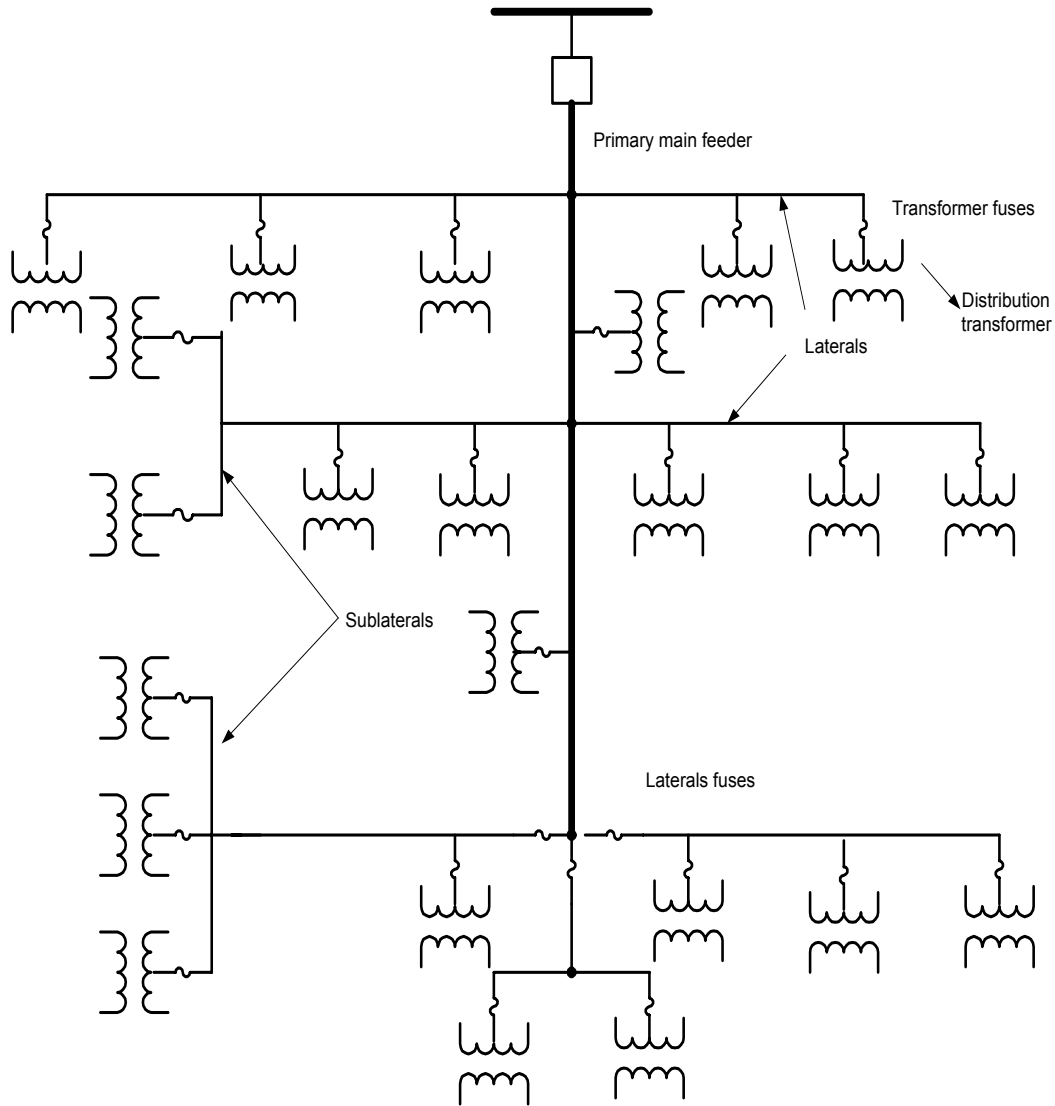 Primary main feeder
Transformer fuses
Distribution
transformer
Laterals
Sublaterals
Laterals fuses